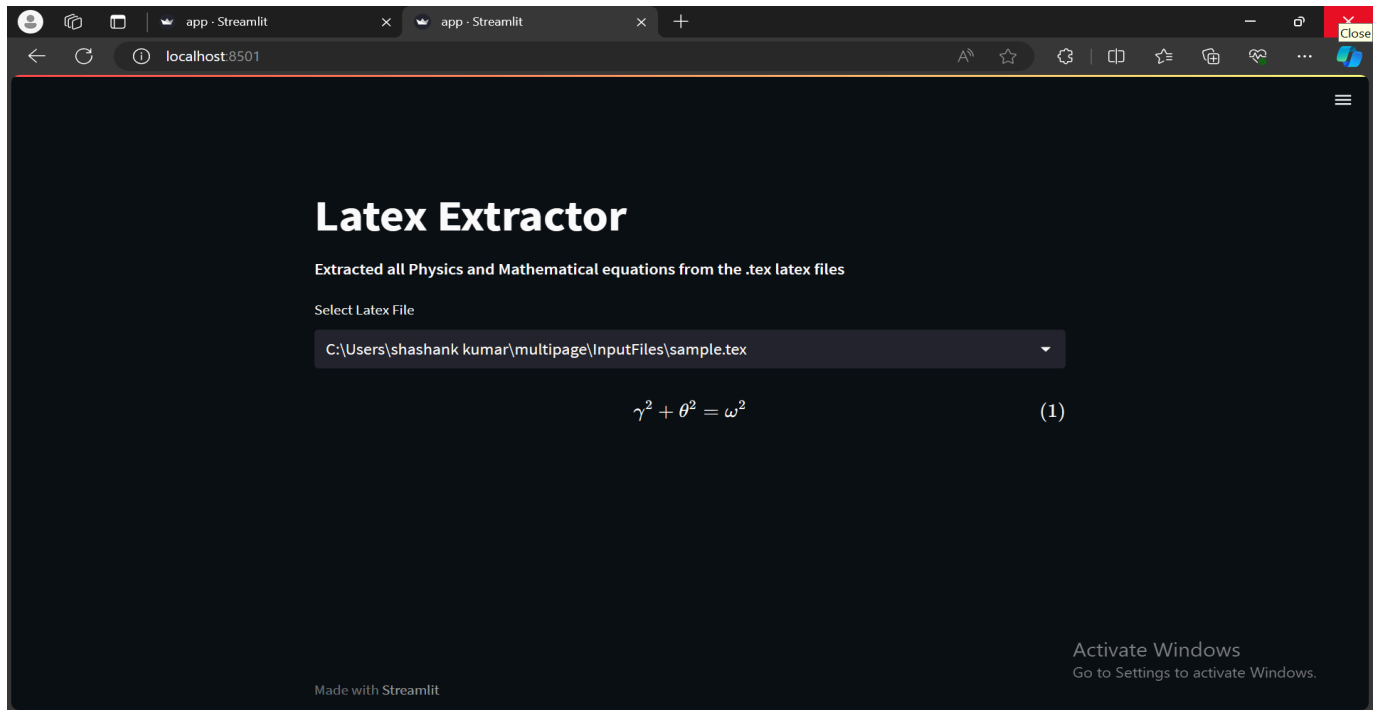 app · Streamlit
app · Streamlit
Close
localhost:8501
Latex Extractor
Extracted all Physics and Mathematical equations from the .tex latex files
Select Latex File
C:\Users\shashank kumar\multipage\InputFiles\sample.tex
γ² + θ² = ω² (1)
Activate Windows
Go to Settings to activate Windows.
Made with Streamlit